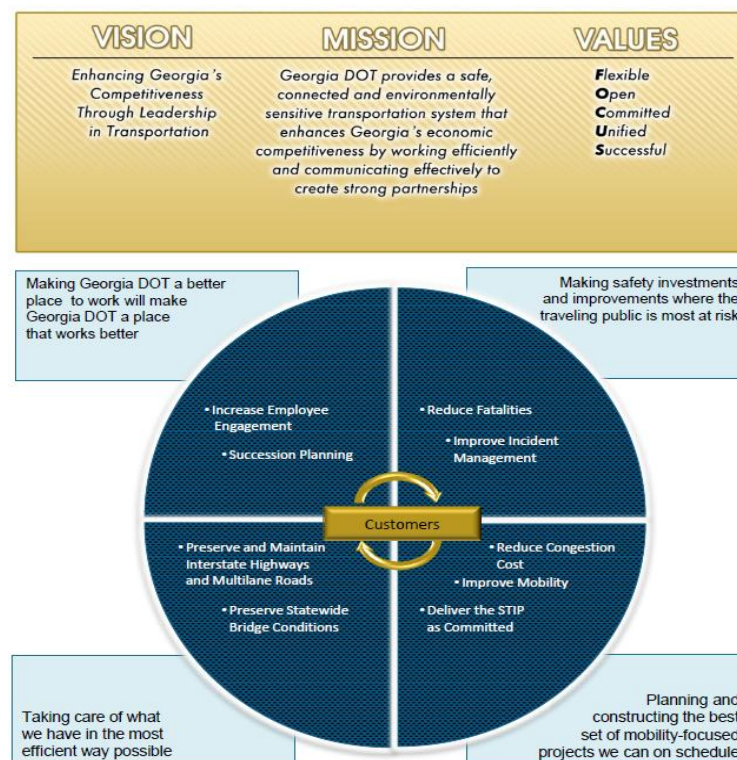 VISION
Enhancing Georgia's
Competitiveness
Through Leadership
in Transportation
MISSION
Georgia DOT provides a safe,
connected and environmentally
sensitive transportation system that
enhances Georgia's economic
competitiveness by working efficiently
and communicating effectively to
create strong partnerships
VALUES
Flexible
Open
Committed
Unified
Successful
Making Georgia DOT a better
place to work will make
Georgia DOT a place
that works better
Making safety investments
and improvements where the
traveling public is most at risk
• Increase Employee
Engagement
• Succession Planning
• Reduce Fatalities
• Improve Incident
Management
Customers
• Preserve and Maintain
Interstate Highways
and Multilane Roads
• Preserve Statewide
Bridge Conditions
• Reduce Congestion
Cost
• Improve Mobility
• Deliver the STIP
as Committed
Taking care of what
we have in the most
efficient way possible
Planning and
constructing the best
set of mobility-focused
projects we can on schedule